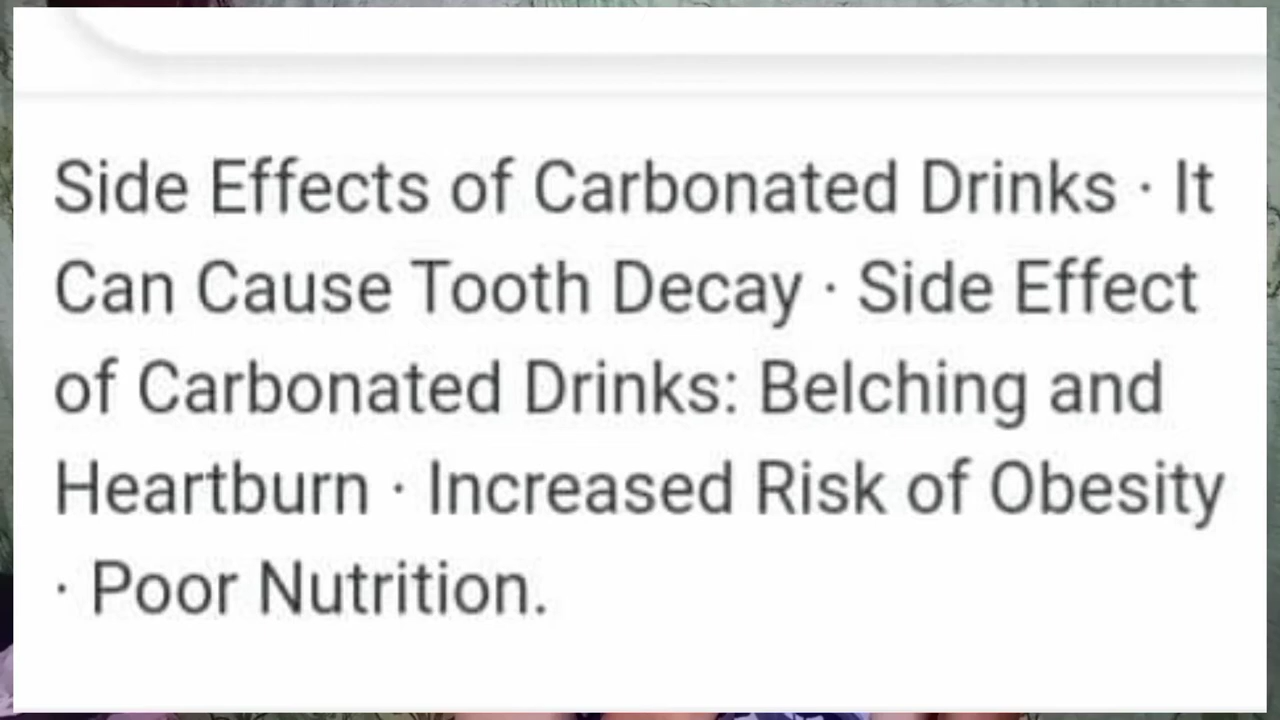 Side Effects of Carbonated Drinks · It
Can Cause Tooth Decay · Side Effect
of Carbonated Drinks: Belching and
Heartburn · Increased Risk of Obesity
· Poor Nutrition.